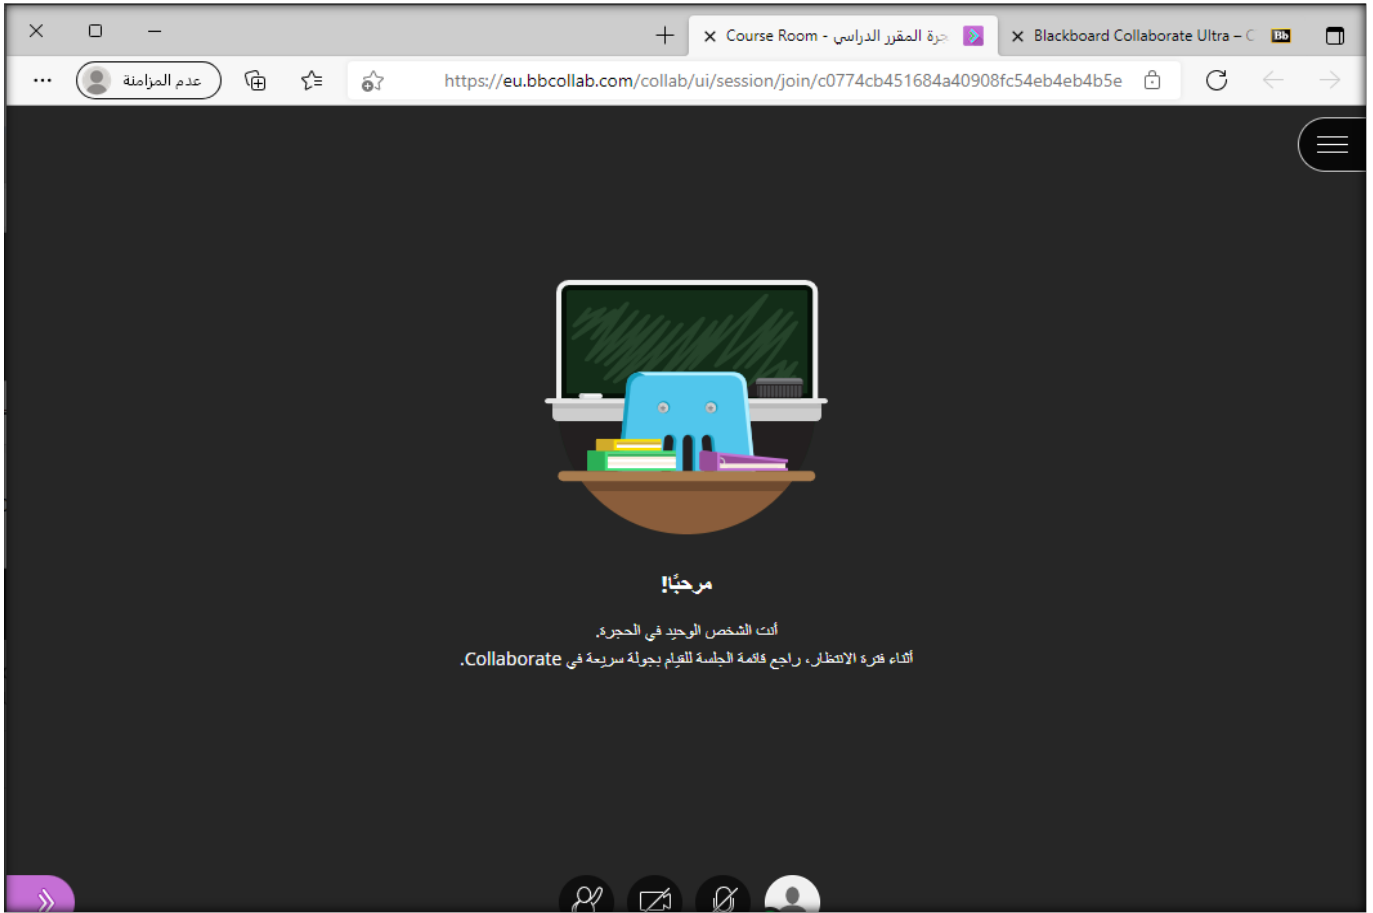 Blackboard Collaborate Ultra – C
جرة المقرر الدراسي - Course Room
https://eu.bbcollab.com/collab/ui/session/join/c0774cb451684a40908fc54eb4eb4b5e
عدم المزامنة
مرحبًا!
أنت الشخص الوحيد في الحجرة.
أثناء فترة الانتظار، راجع قائمة الجلسة للقيام بجولة سريعة في Collaborate.